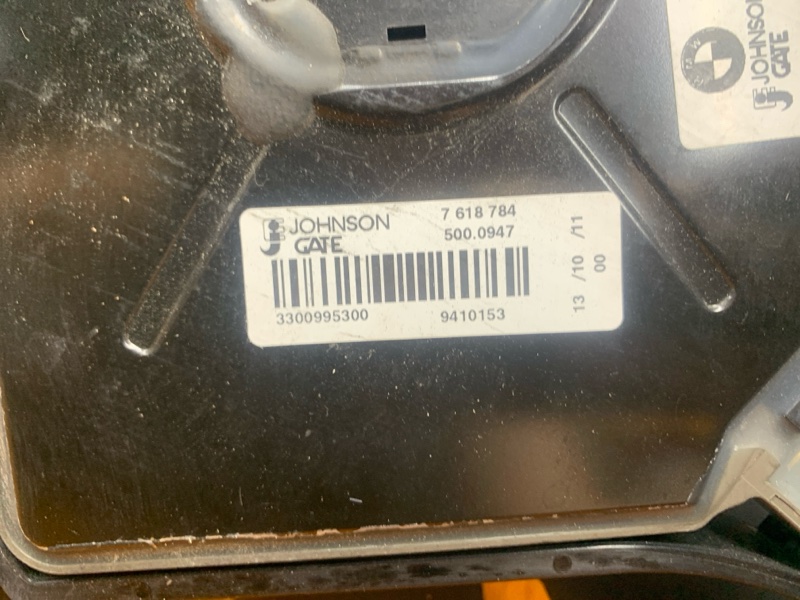 JOHNSON
GATE
7 618 784
500.0947
3300995300
9410153
13 /10 /11
00
JOHNSON
GATE